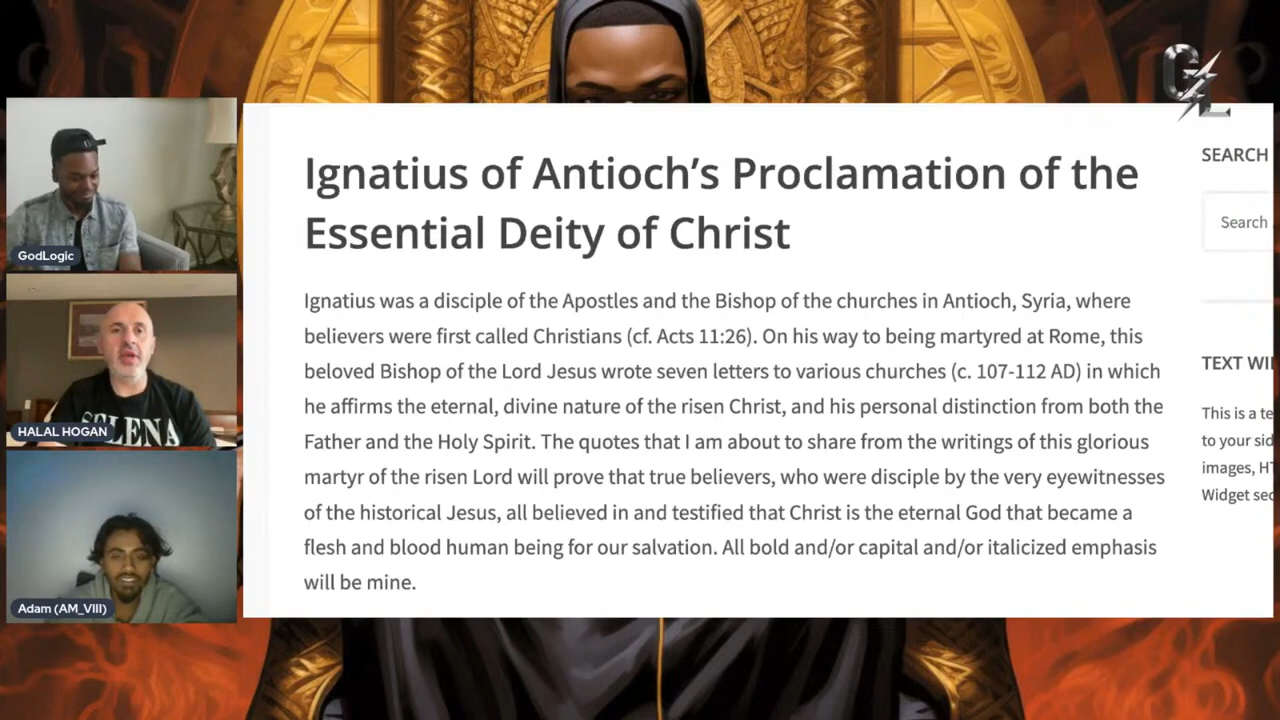 GL
GodLogic
SELENA
HALAL HOGAN
Adam (AM_VIII)
Ignatius of Antioch’s Proclamation of the
Essential Deity of Christ
Ignatius was a disciple of the Apostles and the Bishop of the churches in Antioch, Syria, where
believers were first called Christians (cf. Acts 11:26). On his way to being martyred at Rome, this
beloved Bishop of the Lord Jesus wrote seven letters to various churches (c. 107-112 AD) in which
he affirms the eternal, divine nature of the risen Christ, and his personal distinction from both the
Father and the Holy Spirit. The quotes that I am about to share from the writings of this glorious
martyr of the risen Lord will prove that true believers, who were disciple by the very eyewitnesses
of the historical Jesus, all believed in and testified that Christ is the eternal God that became a
flesh and blood human being for our salvation. All bold and/or capital and/or italicized emphasis
will be mine.
SEARCH
Search
TEXT WI
This is a te
to your sid
images, HT
Widget sec